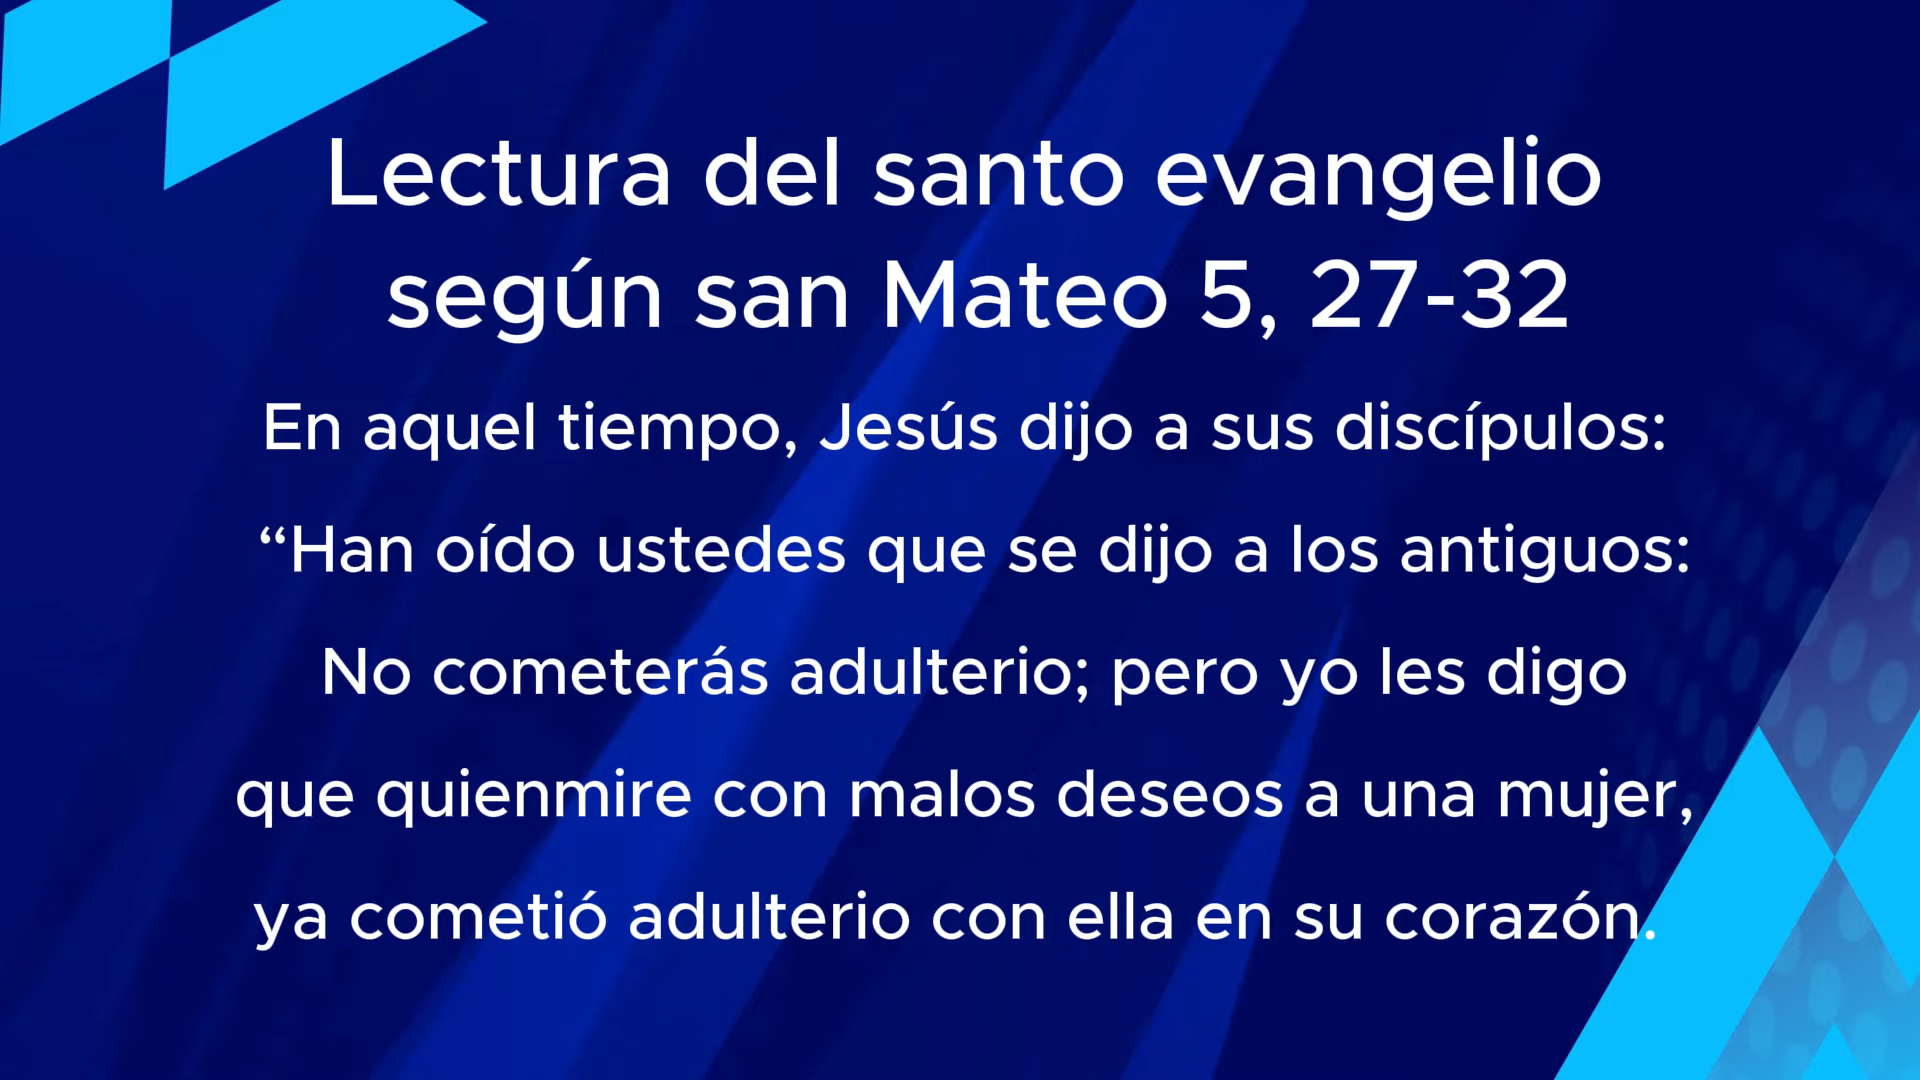 Lectura del santo evangelio
según san Mateo 5, 27-32
En aquel tiempo, Jesús dijo a sus discípulos:
“Han oído ustedes que se dijo a los antiguos:
No cometerás adulterio; pero yo les digo
que quienmire con malos deseos a una mujer,
ya cometió adulterio con ella en su corazón.